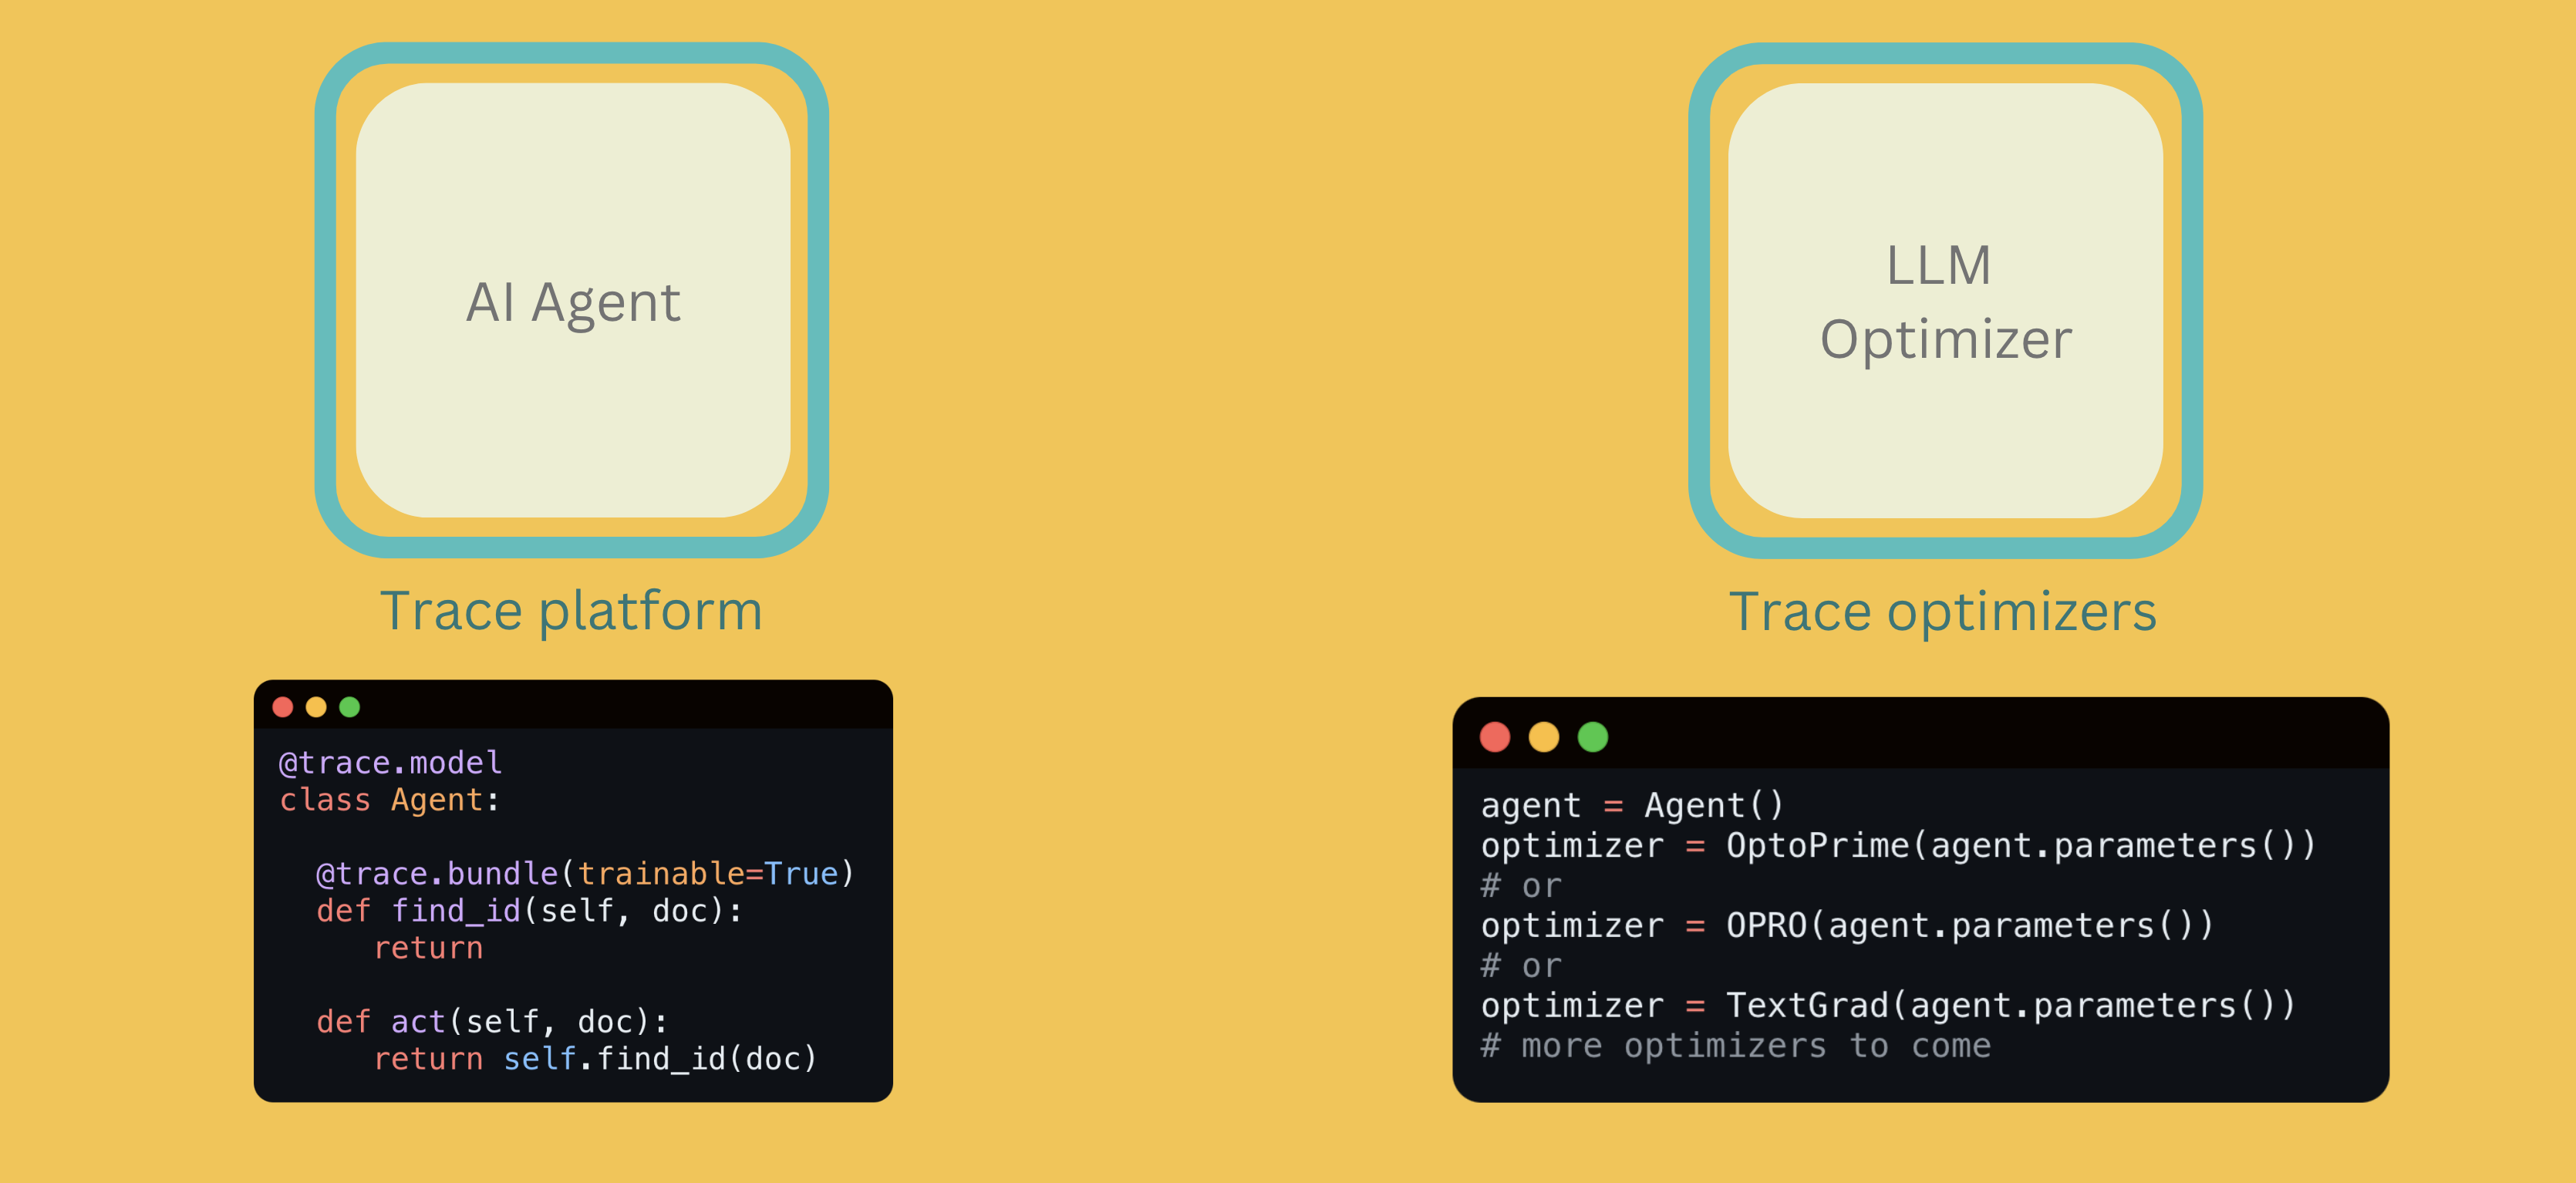 AI Agent
Trace platform
@trace.model
class Agent:
@trace.bundle(trainable=True)
def find_id(self, doc):
return
def act(self, doc):
return self.find_id(doc)
LLM
Optimizer
Trace optimizers
agent = Agent()
optimizer = OptoPrime(agent.parameters())
# or
optimizer = OPRO(agent.parameters())
# or
optimizer = TextGrad(agent.parameters())
# more optimizers to come